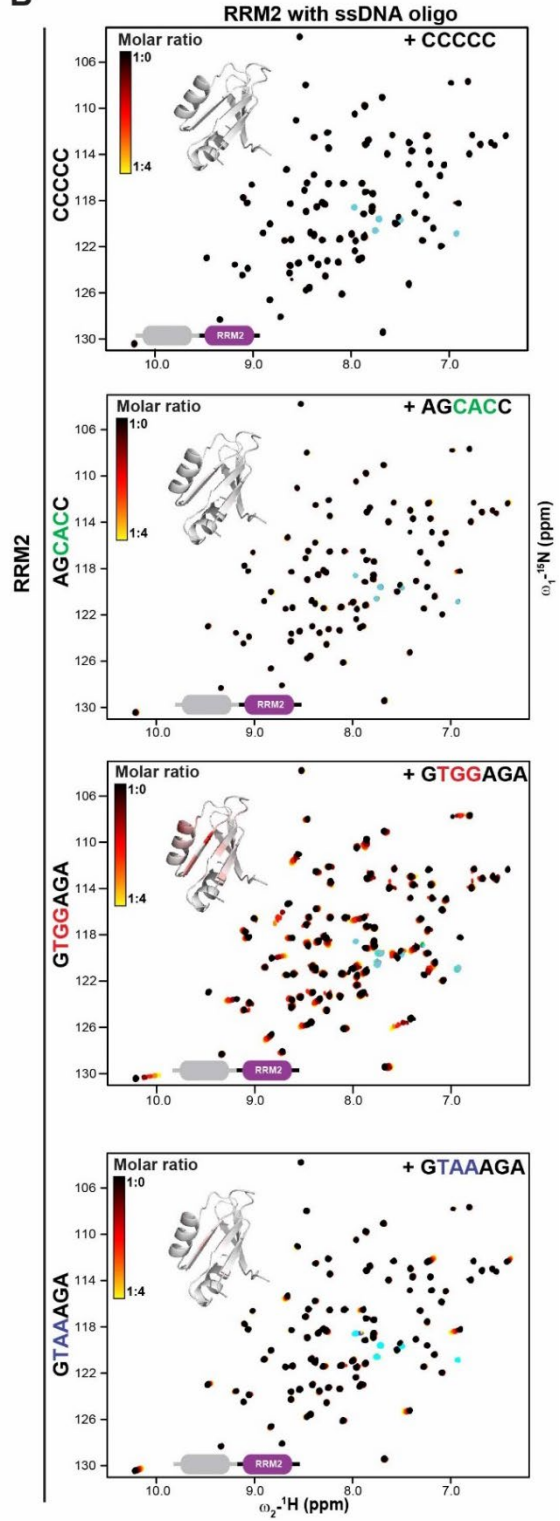 B
RRM2 with ssDNA oligo
RRM2
CCCCC
Molar ratio
1:0
1:4
+ CCCCC
106
110
114
118
122
126
130
RRM2
10.0 9.0 8.0 7.0
AGCACC
Molar ratio
1:0
1:4
+ AGCACC
106
110
114
118
122
126
130
RRM2
10.0 9.0 8.0 7.0
ω₁-¹⁵N (ppm)
GTGGAGA
Molar ratio
1:0
1:4
+ GTGGAGA
106
110
114
118
122
126
130
RRM2
10.0 9.0 8.0 7.0
GTAAAGA
Molar ratio
1:0
1:4
+ GTAAAGA
106
110
114
118
122
126
130
RRM2
10.0 9.0 8.0 7.0
ω₂-¹H (ppm)